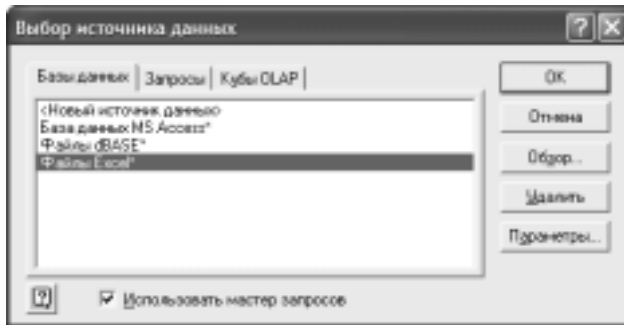 Выбор источника данных
Базы данных Запросы Кубы OLAP
<Новый источник данных>
База данных MS Access*
Файлы dBASE*
Файлы Excel*
OK
Отмена
Обзор...
Удалить
Параметры...
Использовать мастер запросов